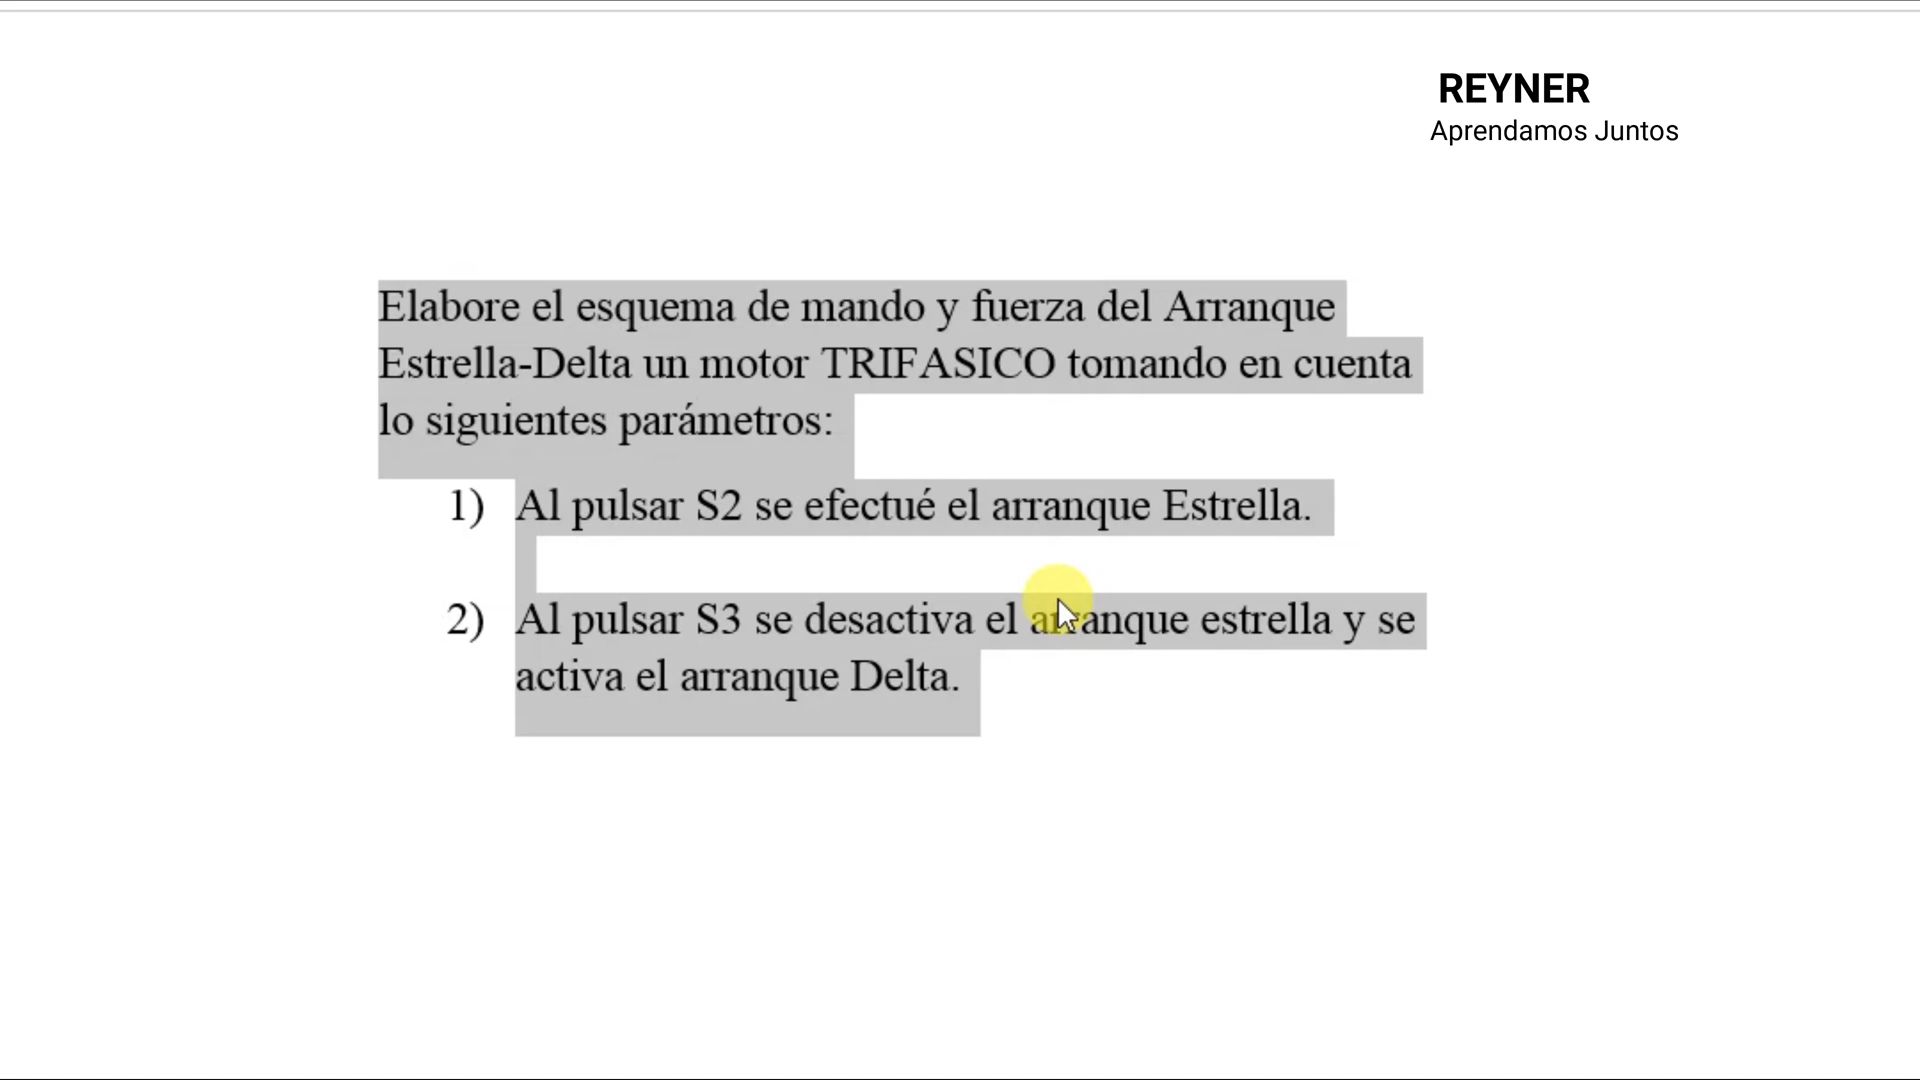 REYNER
Aprendamos Juntos
Elabore el esquema de mando y fuerza del Arranque
Estrella-Delta un motor TRIFASICO tomando en cuenta
lo siguientes parámetros:
1) Al pulsar S2 se efectué el arranque Estrella.
2) Al pulsar S3 se desactiva el arranque estrella y se
activa el arranque Delta.